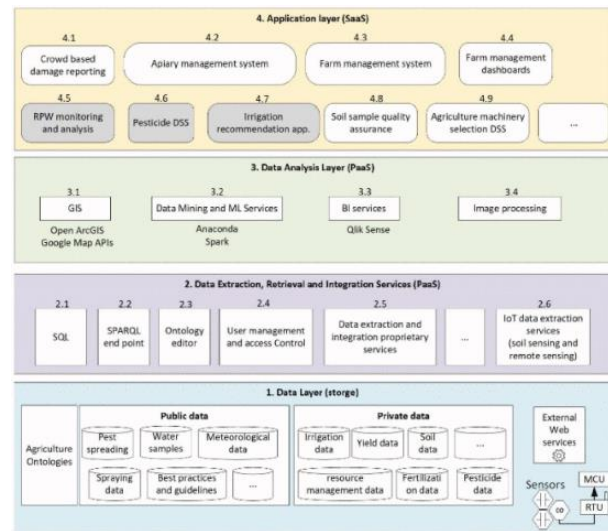 4. Application layer (SaaS)
4.1
4.2
4.3
4.4
Crowd based
damage reporting
Apiary management system
Farm management system
Farm management
dashboards
4.5
4.6
4.7
4.8
4.9
RPW monitoring
and analysis
Pesticide DSS
Irrigation
recommendation app.
Soil sample quality
assurance
Agriculture machinery
selection DSS
...
3. Data Analysis Layer (PaaS)
3.1
3.2
3.3
3.4
GIS
Data Mining and ML Services
BI services
Image processing
Open ArcGIS
Google Map APIs
Anaconda
Spark
Qlik Sense
2. Data Extraction, Retrieval and Integration Services (PaaS)
2.1
2.2
2.3
2.4
2.5
2.6
SQL
SPARQL
end point
Ontology
editor
User management
and access Control
Data extraction and
integration proprietary
services
...
IoT data extraction
services
(soil sensing and
remote sensing)
1. Data Layer (storge)
Agriculture
Ontologies
Public data
Pest
spreading
Water
samples
Meteorological
data
Spraying
data
Best practices
and guidelines
...
Private data
Irrigation
data
Yield data
Soil
data
...
resource
management data
Fertilizati
on data
Pesticide
data
External
Web
services
Sensors
MCU
RTU